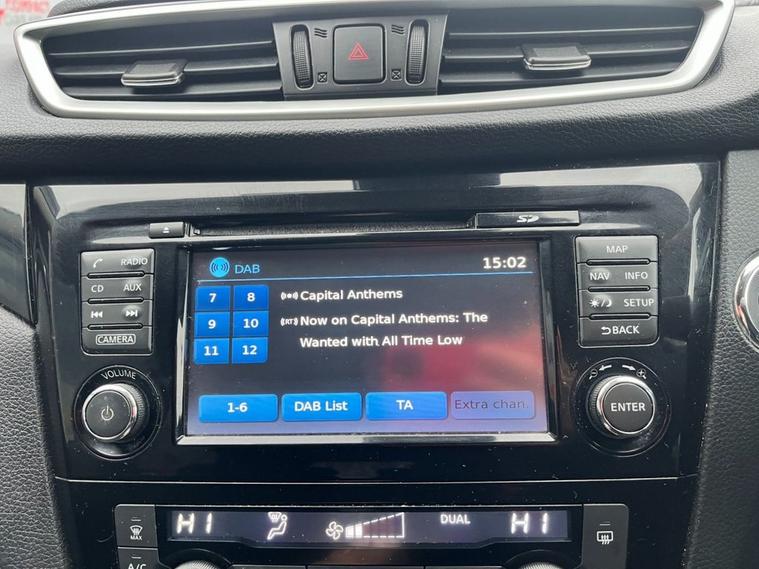 SD
RADIO
CD AUX
CAMERA
VOLUME
DAB 15:02
7 8
9 10
11 12
Capital Anthems
(RT) Now on Capital Anthems: The
Wanted with All Time Low
1-6 DAB List TA Extra chan.
MAP
NAV INFO
SETUP
BACK
ENTER
HI DUAL HI
MAX
A/C